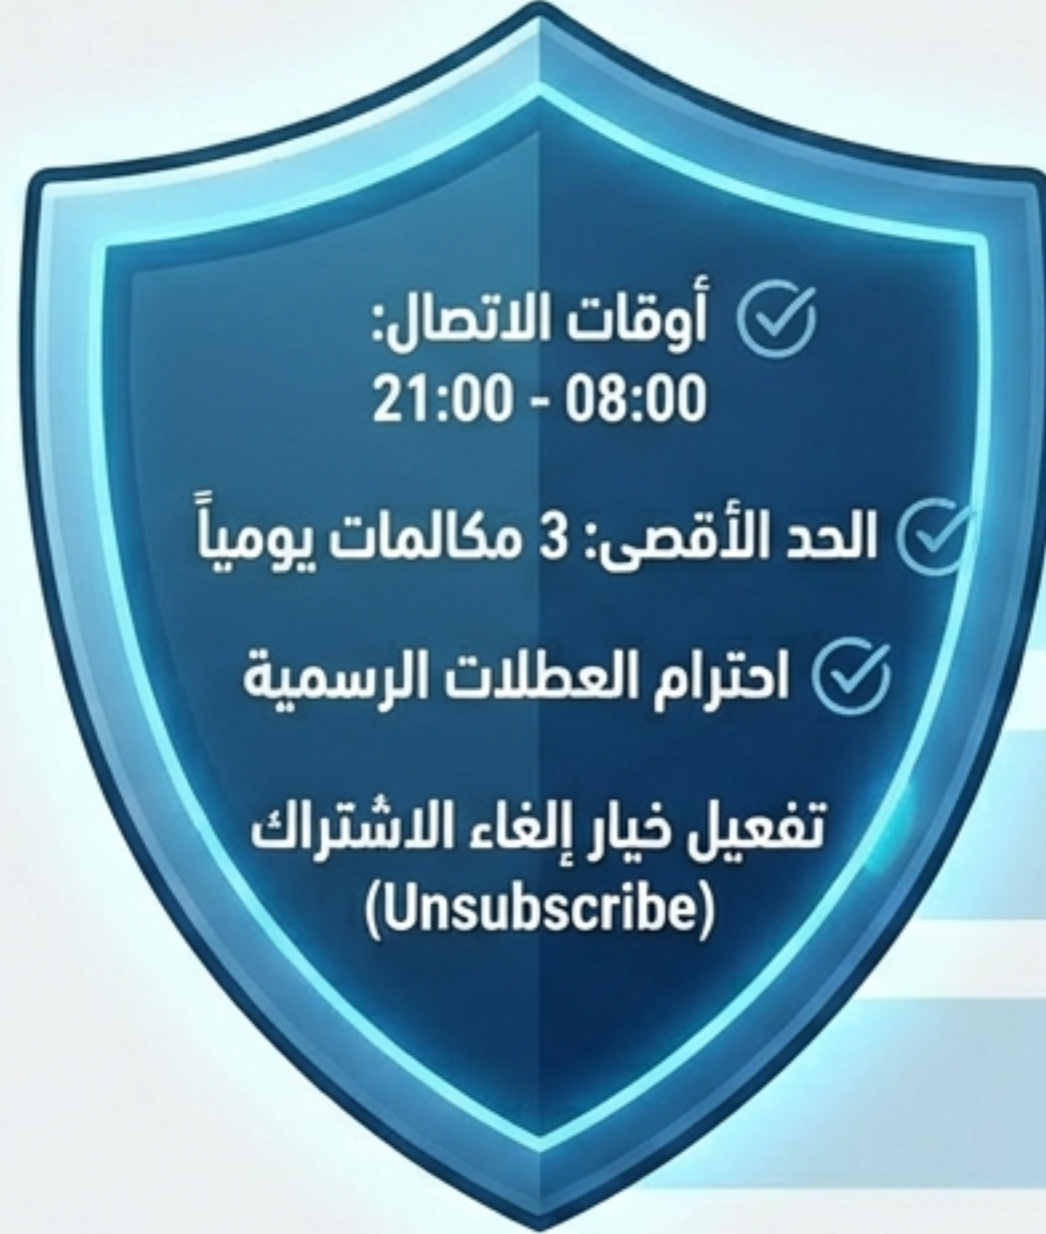 أوقات الاتصال:
21:00 - 08:00
الحد الأقصى: 3 مكالمات يومياً
احترام العطلات الرسمية
تفعيل خيار إلغاء الاشتراك
(Unsubscribe)